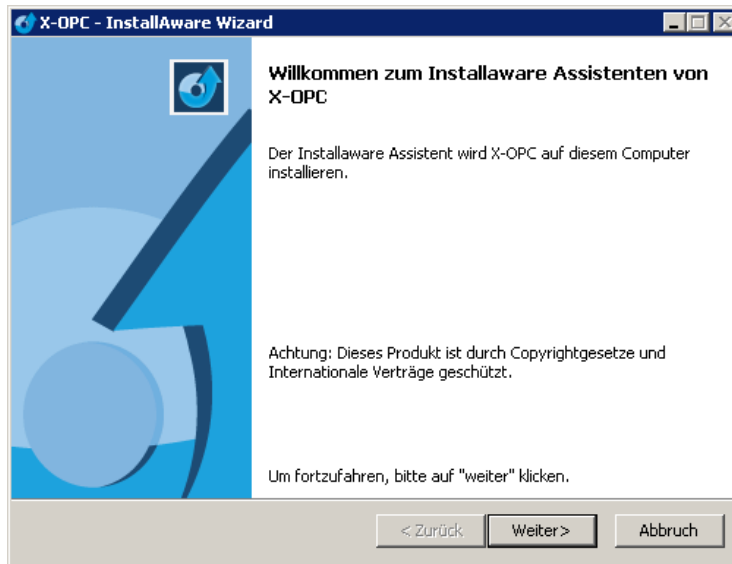 X-OPC - InstallAware Wizard
Willkommen zum Installaware Assistenten von
X-OPC
Der Installaware Assistent wird X-OPC auf diesem Computer
installieren.
Achtung: Dieses Produkt ist durch Copyrightgesetze und
Internationale Verträge geschützt.
Um fortzufahren, bitte auf "weiter" klicken.
< Zurück Weiter> Abbruch